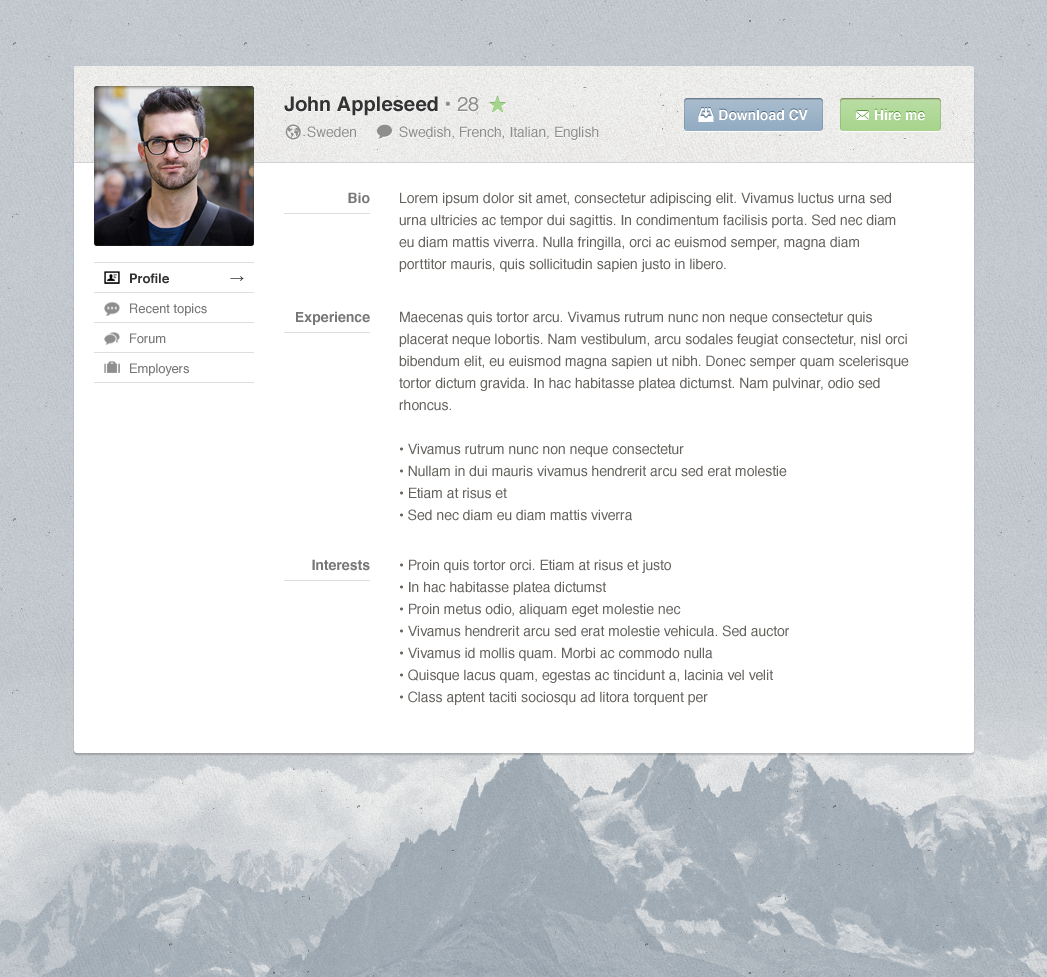 John Appleseed • 28
Sweden
Swedish, French, Italian, English
Download CV
Hire me
Profile →
Recent topics
Forum
Employers
Bio
Lorem ipsum dolor sit amet, consectetur adipiscing elit. Vivamus luctus urna sed
urna ultricies ac tempor dui sagittis. In condimentum facilisis porta. Sed nec diam
eu diam mattis viverra. Nulla fringilla, orci ac euismod semper, magna diam
porttitor mauris, quis sollicitudin sapien justo in libero.
Experience
Maecenas quis tortor arcu. Vivamus rutrum nunc non neque consectetur quis
placerat neque lobortis. Nam vestibulum, arcu sodales feugiat consectetur, nisl orci
bibendum elit, eu euismod magna sapien ut nibh. Donec semper quam scelerisque
tortor dictum gravida. In hac habitasse platea dictumst. Nam pulvinar, odio sed
rhoncus.
• Vivamus rutrum nunc non neque consectetur
• Nullam in dui mauris vivamus hendrerit arcu sed erat molestie
• Etiam at risus et
• Sed nec diam eu diam mattis viverra
Interests
• Proin quis tortor orci. Etiam at risus et justo
• In hac habitasse platea dictumst
• Proin metus odio, aliquam eget molestie nec
• Vivamus hendrerit arcu sed erat molestie vehicula. Sed auctor
• Vivamus id mollis quam. Morbi ac commodo nulla
• Quisque lacus quam, egestas ac tincidunt a, lacinia vel velit
• Class aptent taciti sociosqu ad litora torquent per